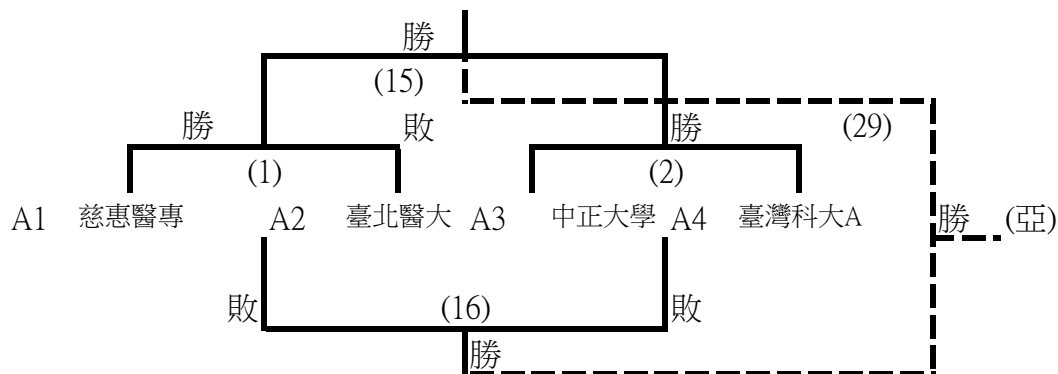 勝
(15)
勝 敗 勝 (29)
(1) (2)
A1 慈惠醫專 A2 臺北醫大 A3 中正大學 A4 臺灣科大A 勝 (亞)
敗 (16) 敗
勝